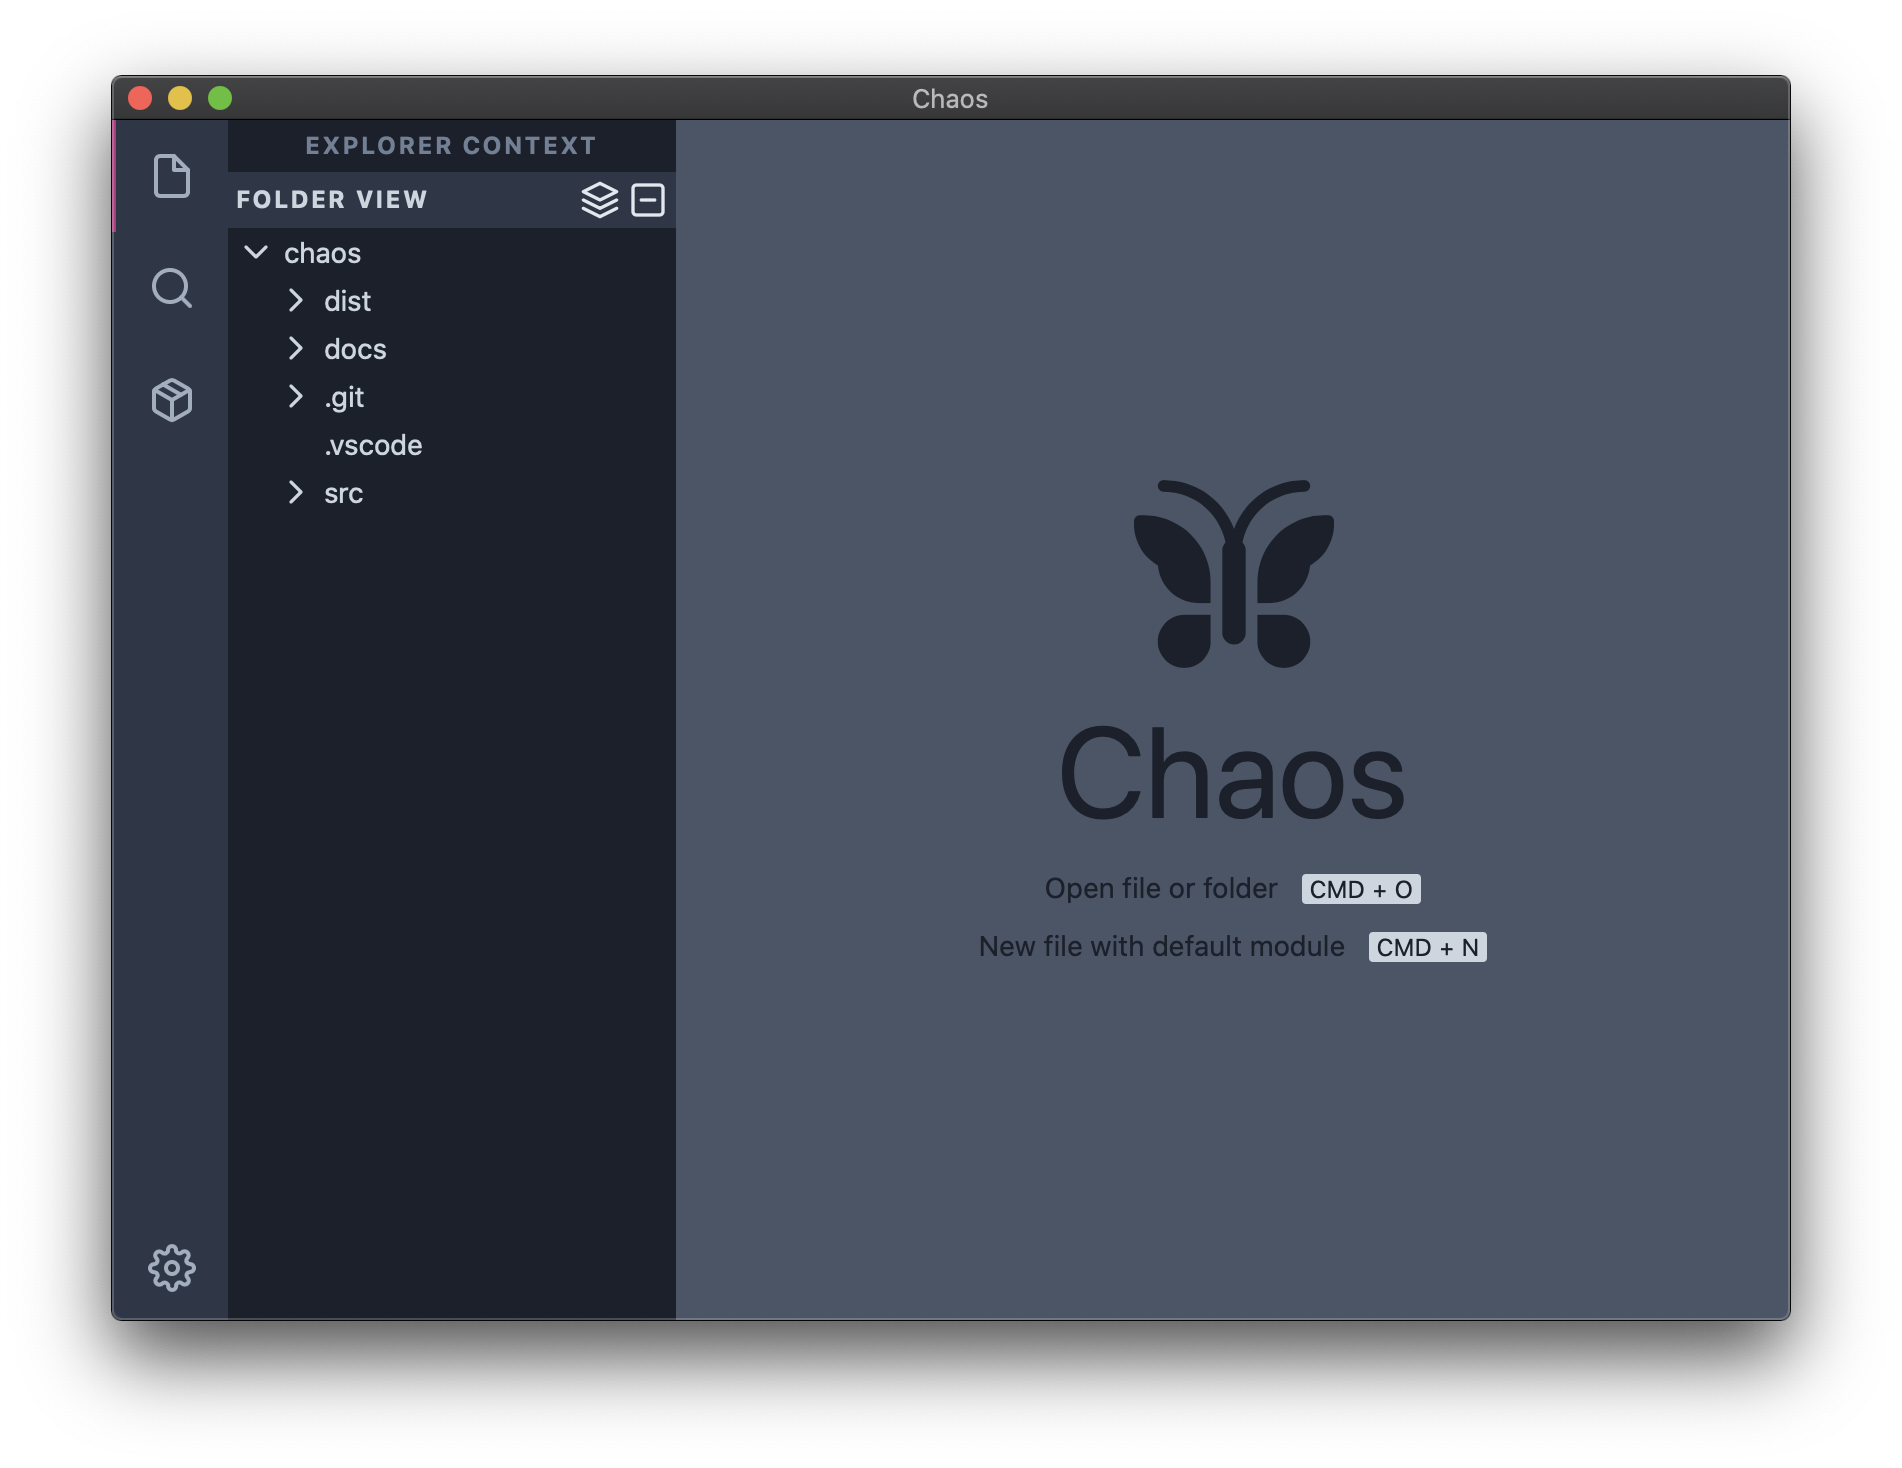 Chaos
EXPLORER CONTEXT
FOLDER VIEW
chaos
dist
docs
.git
.vscode
src
Chaos
Open file or folder CMD + O
New file with default module CMD + N